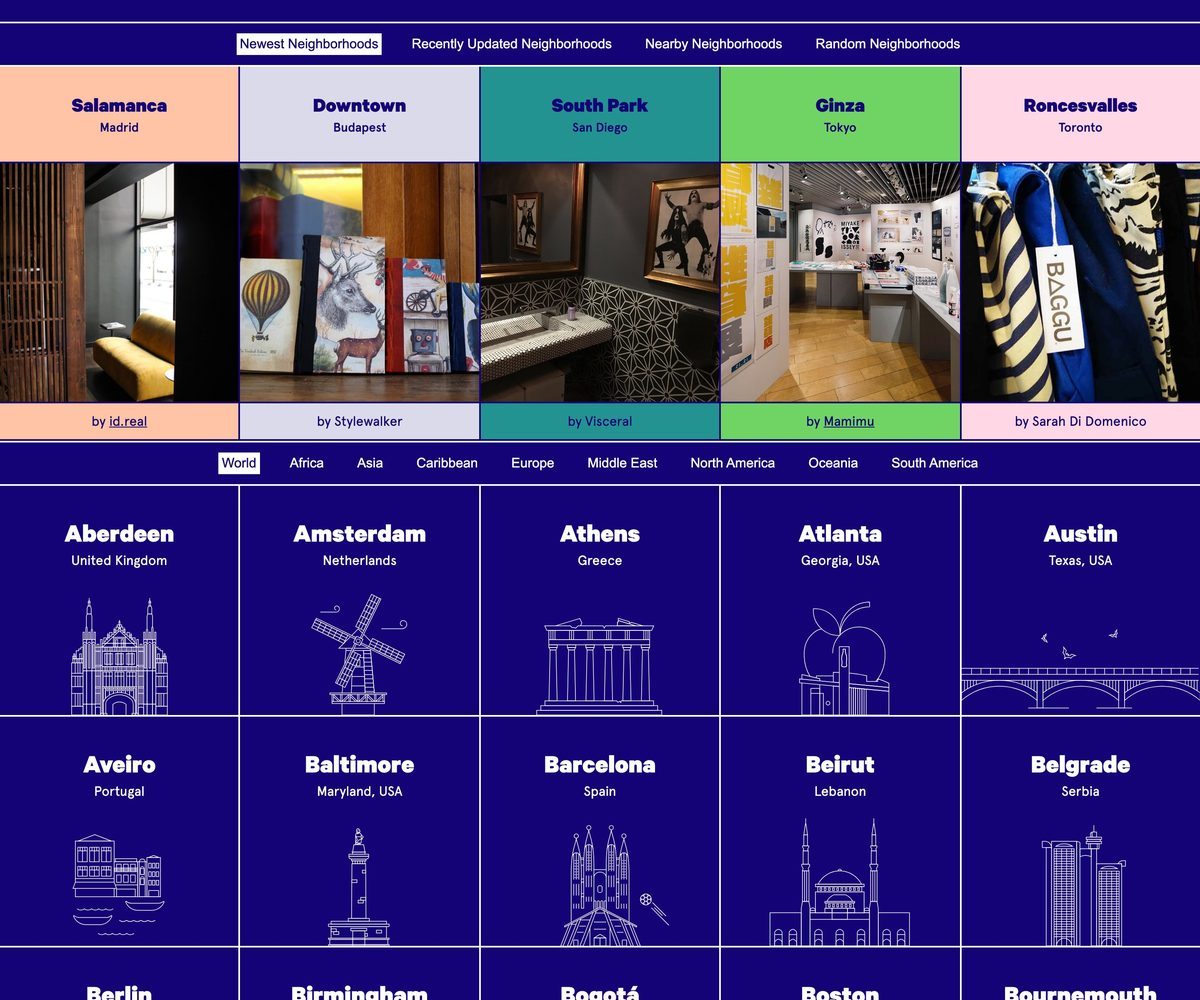 Newest Neighborhoods Recently Updated Neighborhoods Nearby Neighborhoods Random Neighborhoods
Salamanca
Madrid
Downtown
Budapest
South Park
San Diego
Ginza
Tokyo
Roncesvalles
Toronto
MIYAKE
ISSEY
BAGGU
by id.real
by Stylewalker
by Visceral
by Mamimu
by Sarah Di Domenico
World Africa Asia Caribbean Europe Middle East North America Oceania South America
Aberdeen
United Kingdom
Amsterdam
Netherlands
Athens
Greece
Atlanta
Georgia, USA
Austin
Texas, USA
Aveiro
Portugal
Baltimore
Maryland, USA
Barcelona
Spain
Beirut
Lebanon
Belgrade
Serbia
Berlin
Birmingham
Bogotá
Boston
Bournemouth